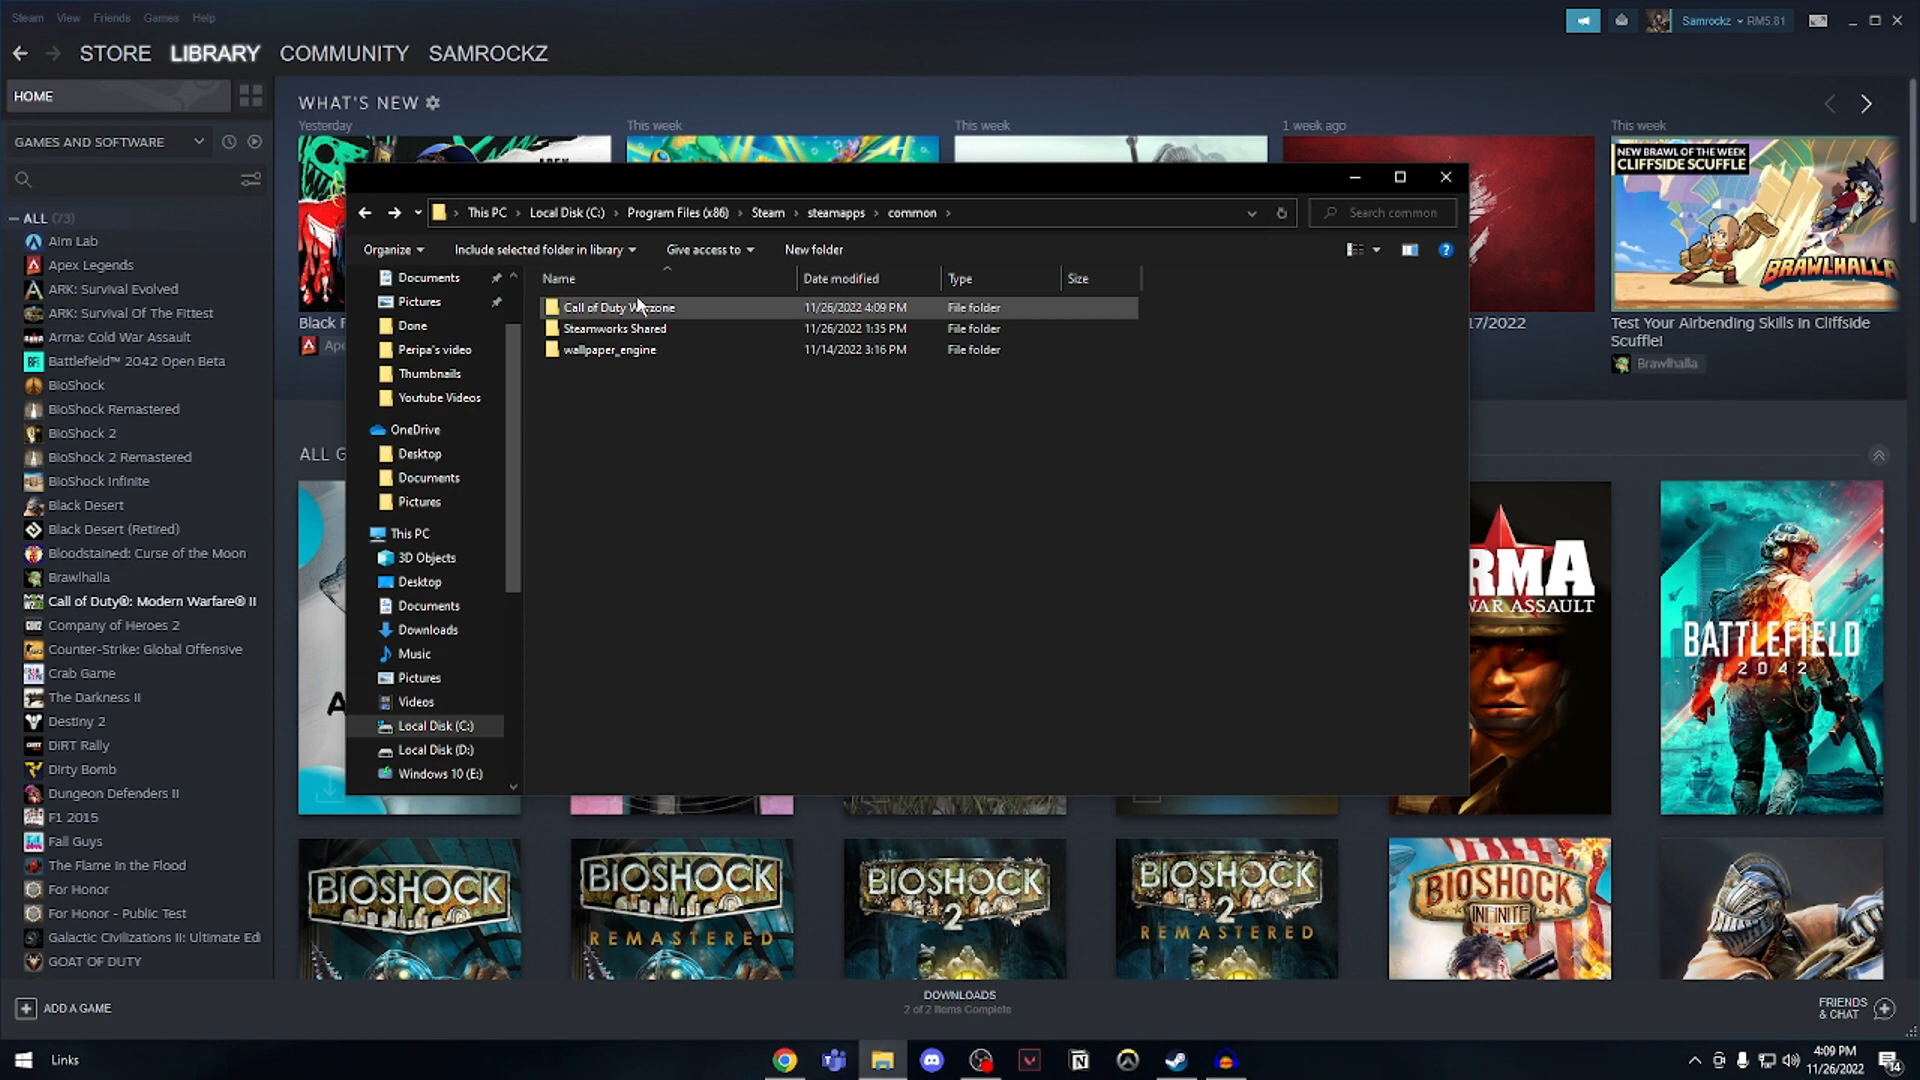 Steam View Friends Games Help
Samrockz RM5.81
STORE LIBRARY COMMUNITY SAMROCKZ
HOME
WHAT'S NEW
GAMES AND SOFTWARE
Yesterday
This week
This week
1 week ago
This week
NEW BRAWL OF THE WEEK
CLIFFSIDE SCUFFLE
BRAWLHALLA
Black F
17/2022
Test Your Airbending Skills in Cliffside
Scuffle!
Ape
Brawlhalla
This PC Local Disk (C:) Program Files (x86) Steam steamapps common
Search common
Organize Include selected folder in library Give access to New folder
Name Date modified Type Size
Call of Duty Warzone 11/26/2022 4:09 PM File folder
Steamworks Shared 11/26/2022 1:35 PM File folder
wallpaper_engine 11/14/2022 3:16 PM File folder
Documents
Pictures
Done
Peripa's video
Thumbnails
Youtube Videos
OneDrive
Desktop
Documents
Pictures
This PC
3D Objects
Desktop
Documents
Downloads
Music
Pictures
Videos
Local Disk (C:)
Local Disk (D:)
Windows 10 (E:)
ALL (73)
Aim Lab
Apex Legends
ARK: Survival Evolved
ARK: Survival Of The Fittest
Arma: Cold War Assault
Battlefield™ 2042 Open Beta
BioShock
BioShock Remastered
BioShock 2
BioShock 2 Remastered
BioShock Infinite
Black Desert
Black Desert (Retired)
Bloodstained: Curse of the Moon
Brawlhalla
Call of Duty®: Modern Warfare® II
Company of Heroes 2
Counter-Strike: Global Offensive
Crab Game
The Darkness II
Destiny 2
DiRT Rally
Dirty Bomb
Dungeon Defenders II
F1 2015
Fall Guys
The Flame in the Flood
For Honor
For Honor - Public Test
Galactic Civilizations II: Ultimate Edi
GOAT OF DUTY
ALL G
RMA
WAR ASSAULT
BATTLEFIELD
2042
BIOSHOCK
BIOSHOCK
REMASTERED
BIOSHOCK
2
BIOSHOCK
2
REMASTERED
BIOSHOCK
INFINITE
ADD A GAME
DOWNLOADS
2 of 2 Items Complete
FRIENDS
& CHAT
Links
4:09 PM
11/26/2022
14